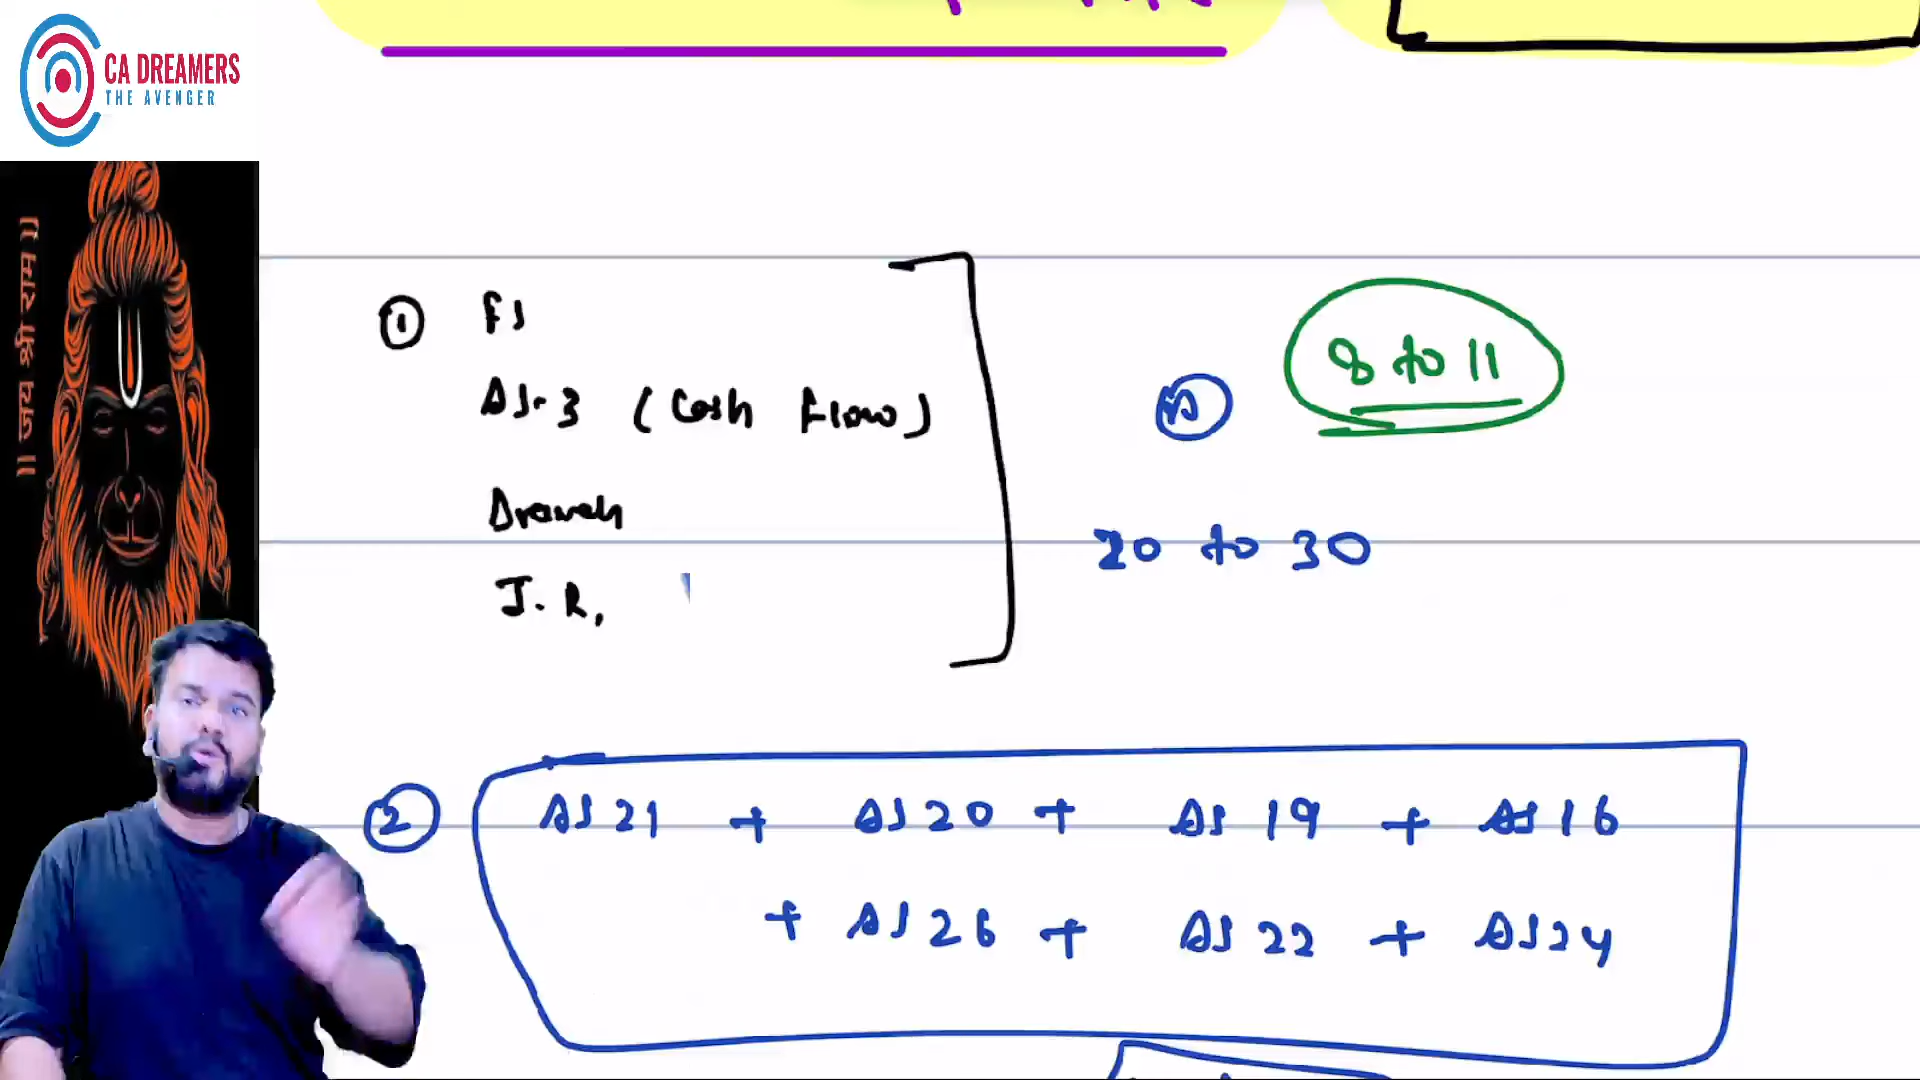 CA DREAMERS
THE AVENGER
① FS
AS-3 (Cash Flow)
Branch
I.R.
8 to 11
20 to 30
② AS 21 + AS 20 + AS 19 + AS 16
+ AS 26 + AS 22 + AS 24